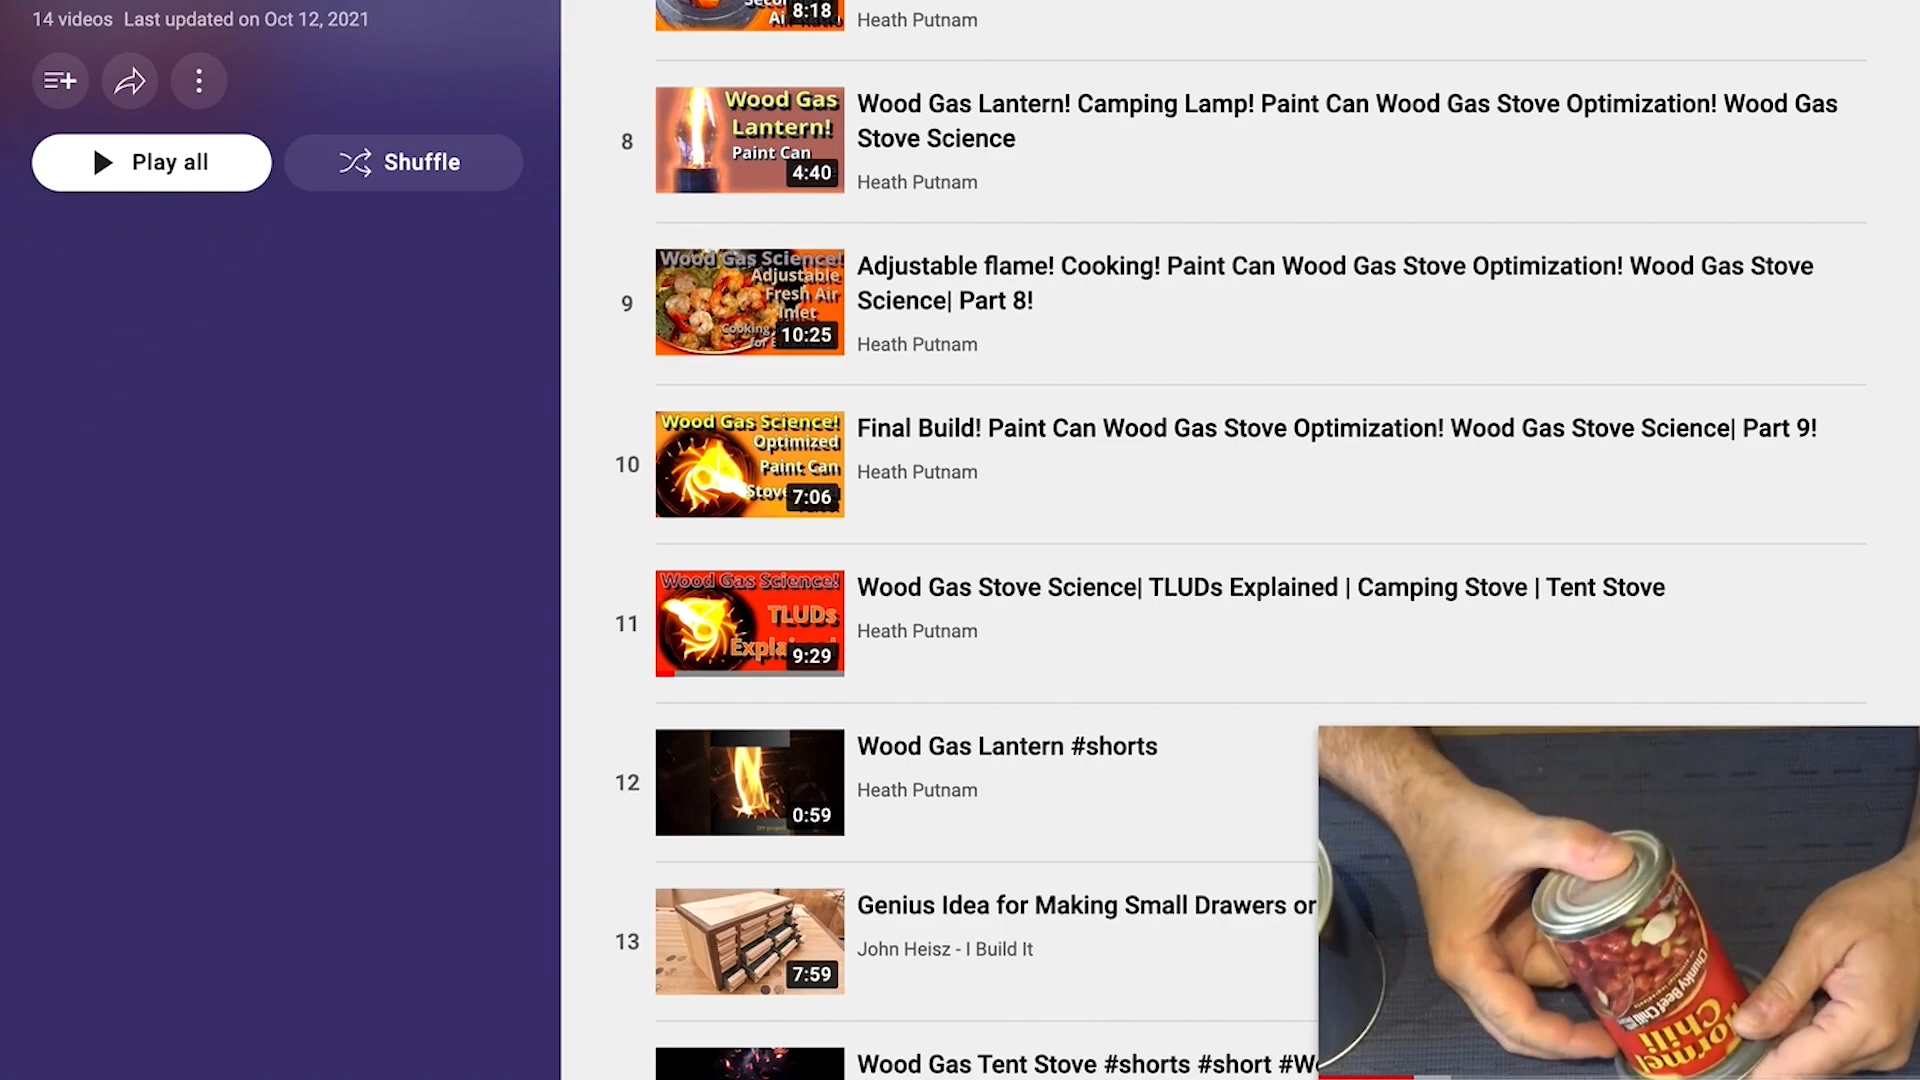 14 videos Last updated on Oct 12, 2021
Play all
Shuffle
8:18
Heath Putnam
8
Wood Gas
Lantern!
Paint Can
4:40
Wood Gas Lantern! Camping Lamp! Paint Can Wood Gas Stove Optimization! Wood Gas
Stove Science
Heath Putnam
9
Wood Gas Science!
Adjustable
Fresh Air
Inlet
Cooking
10:25
Adjustable flame! Cooking! Paint Can Wood Gas Stove Optimization! Wood Gas Stove
Science| Part 8!
Heath Putnam
10
Wood Gas Science!
Optimized
Paint Can
Stove
7:06
Final Build! Paint Can Wood Gas Stove Optimization! Wood Gas Stove Science| Part 9!
Heath Putnam
11
Wood Gas Science!
TLUDs
9:29
Wood Gas Stove Science| TLUDs Explained | Camping Stove | Tent Stove
Heath Putnam
12
0:59
Wood Gas Lantern #shorts
Heath Putnam
13
7:59
Genius Idea for Making Small Drawers or
John Heisz - I Build It
Wood Gas Tent Stove #shorts #short #W
Chunky Beef Chili
Chili